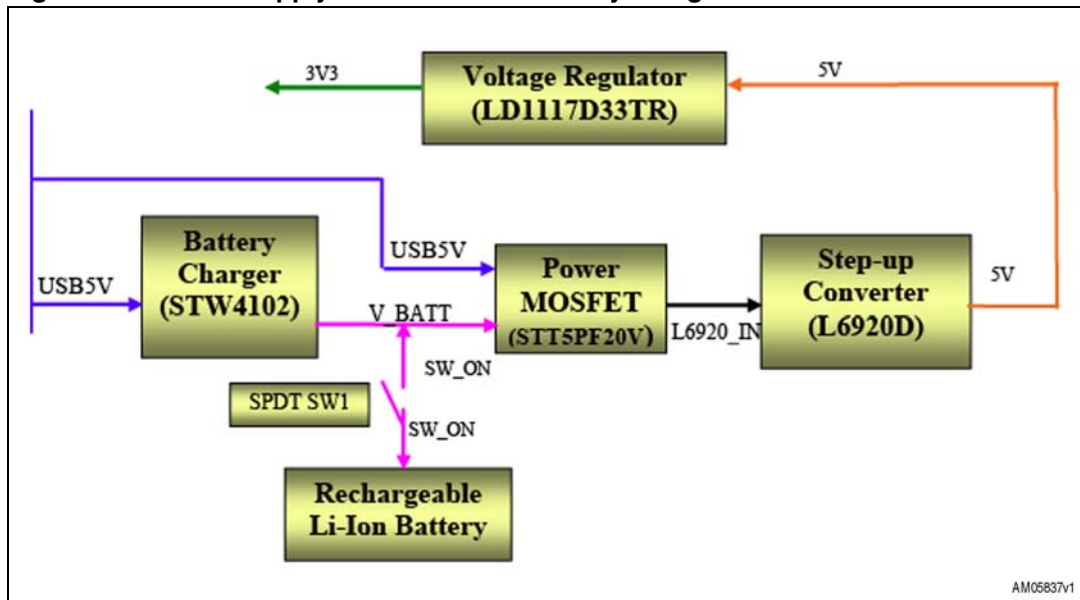 3V3
Voltage Regulator
(LD1117D33TR)
5V
Battery
Charger
(STW4102)
USB5V
USB5V
Power
MOSFET
(STT5PF20V)
Step-up
Converter
(L6920D)
5V
V_BATT
L6920_IN
SW_ON
SPDT SW1
SW_ON
Rechargeable
Li-Ion Battery
AM05837v1